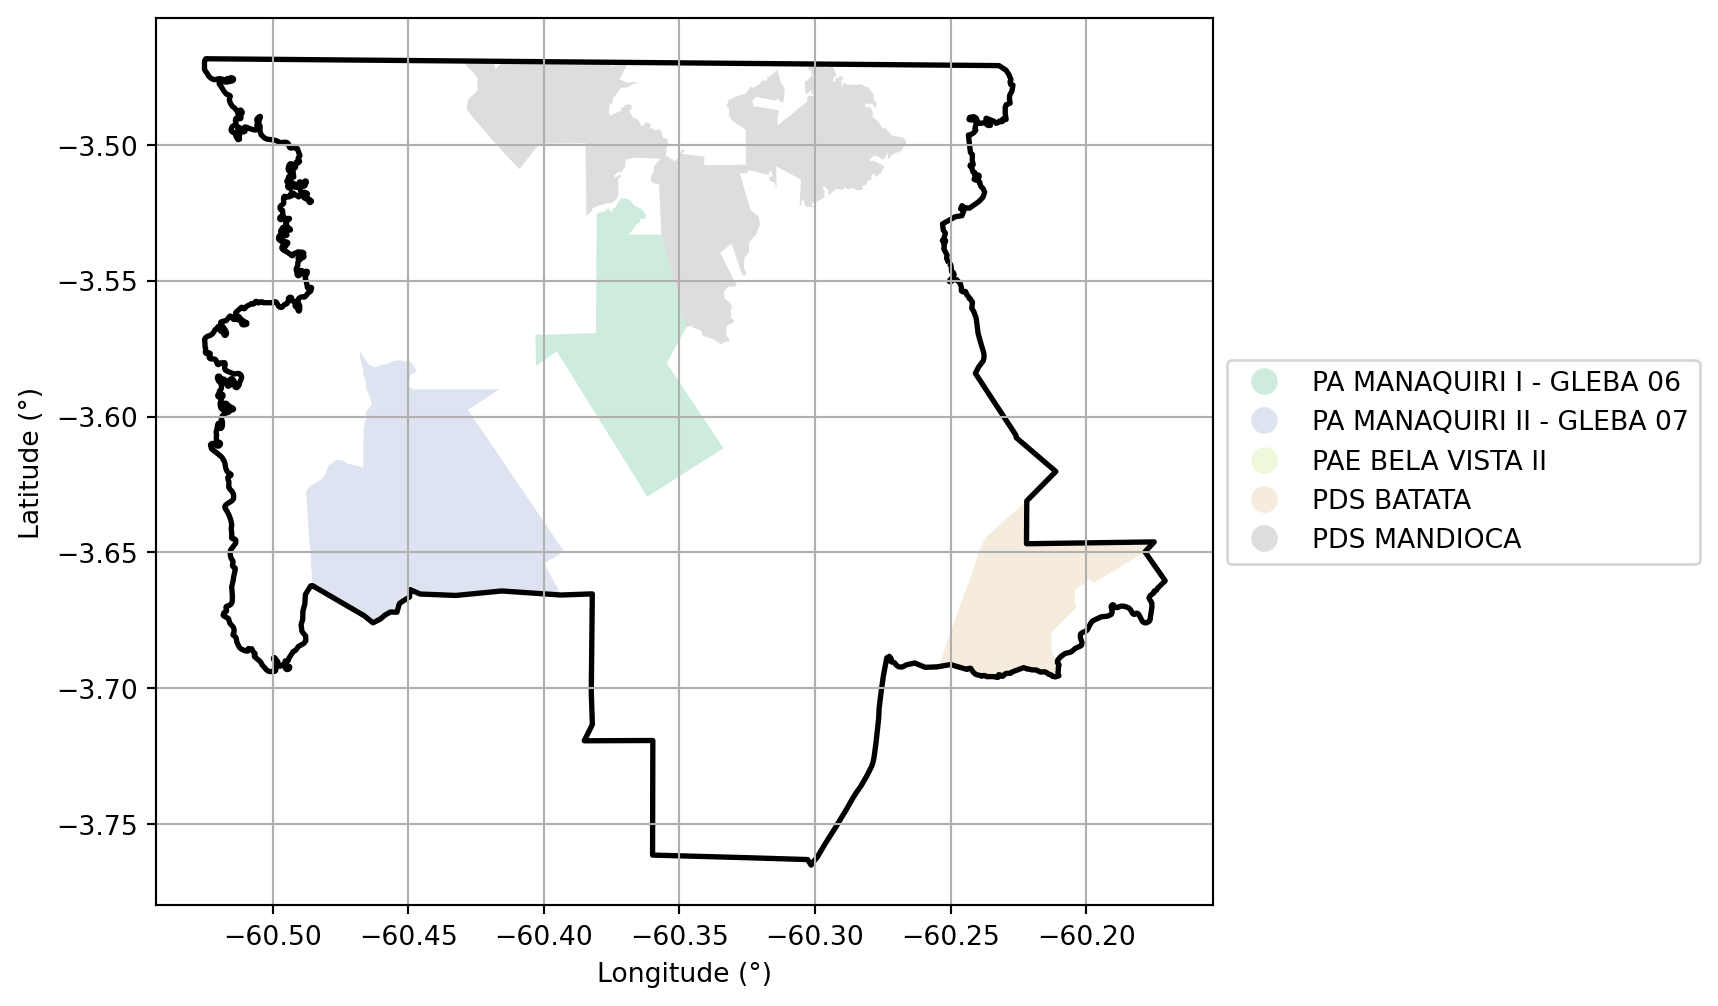 −3.50
−3.55
−3.60
−3.65
−3.70
−3.75
Latitude (°)
−60.50 −60.45 −60.40 −60.35 −60.30 −60.25 −60.20
Longitude (°)
PA MANAQUIRI I - GLEBA 06
PA MANAQUIRI II - GLEBA 07
PAE BELA VISTA II
PDS BATATA
PDS MANDIOCA